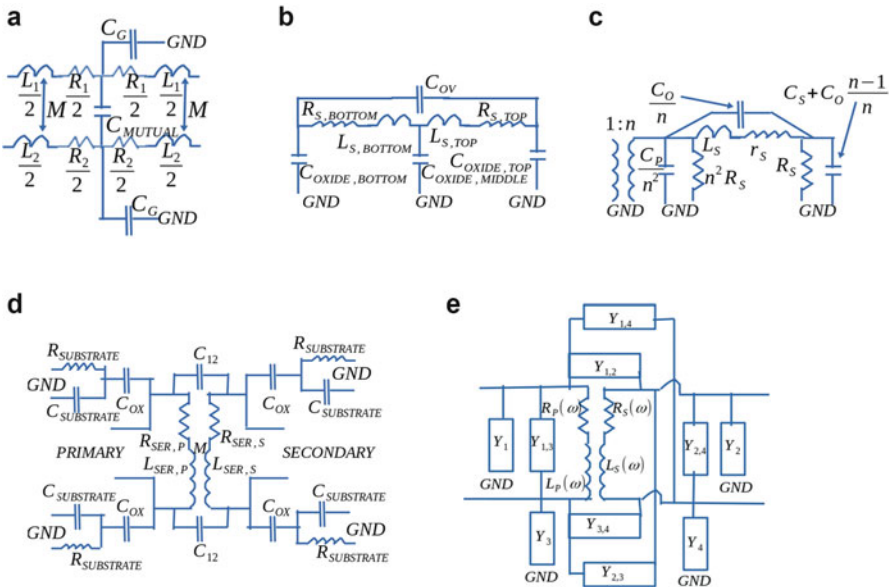 a
C_G
GND
L_1/2 R_1/2 R_1/2 L_1/2
M M
C_MUTUAL
L_2/2 R_2/2 R_2/2 L_2/2
C_G GND
b
C_OV
R_S,BOTTOM R_S,TOP
L_S,BOTTOM L_S,TOP
C_OXIDE,BOTTOM C_OXIDE,MIDDLE C_OXIDE,TOP
GND GND GND
c
C_O/n C_S+C_O (n−1)/n
1:n
C_P/n^2 n^2R_S L_S r_S R_S
GND GND GND
d
R_SUBSTRATE C_12 R_SUBSTRATE
GND GND
C_SUBSTRATE C_OX C_OX C_SUBSTRATE
R_SER,P R_SER,S
PRIMARY M SECONDARY
L_SER,P L_SER,S
C_SUBSTRATE C_OX C_OX C_SUBSTRATE
GND GND
R_SUBSTRATE C_12 R_SUBSTRATE
e
Y_1,4
Y_1,2
R_P(ω) R_S(ω)
Y_1 Y_1,3 Y_2,4 Y_2
GND L_P(ω) L_S(ω) GND
Y_3 Y_3,4 Y_4
GND Y_2,3 GND